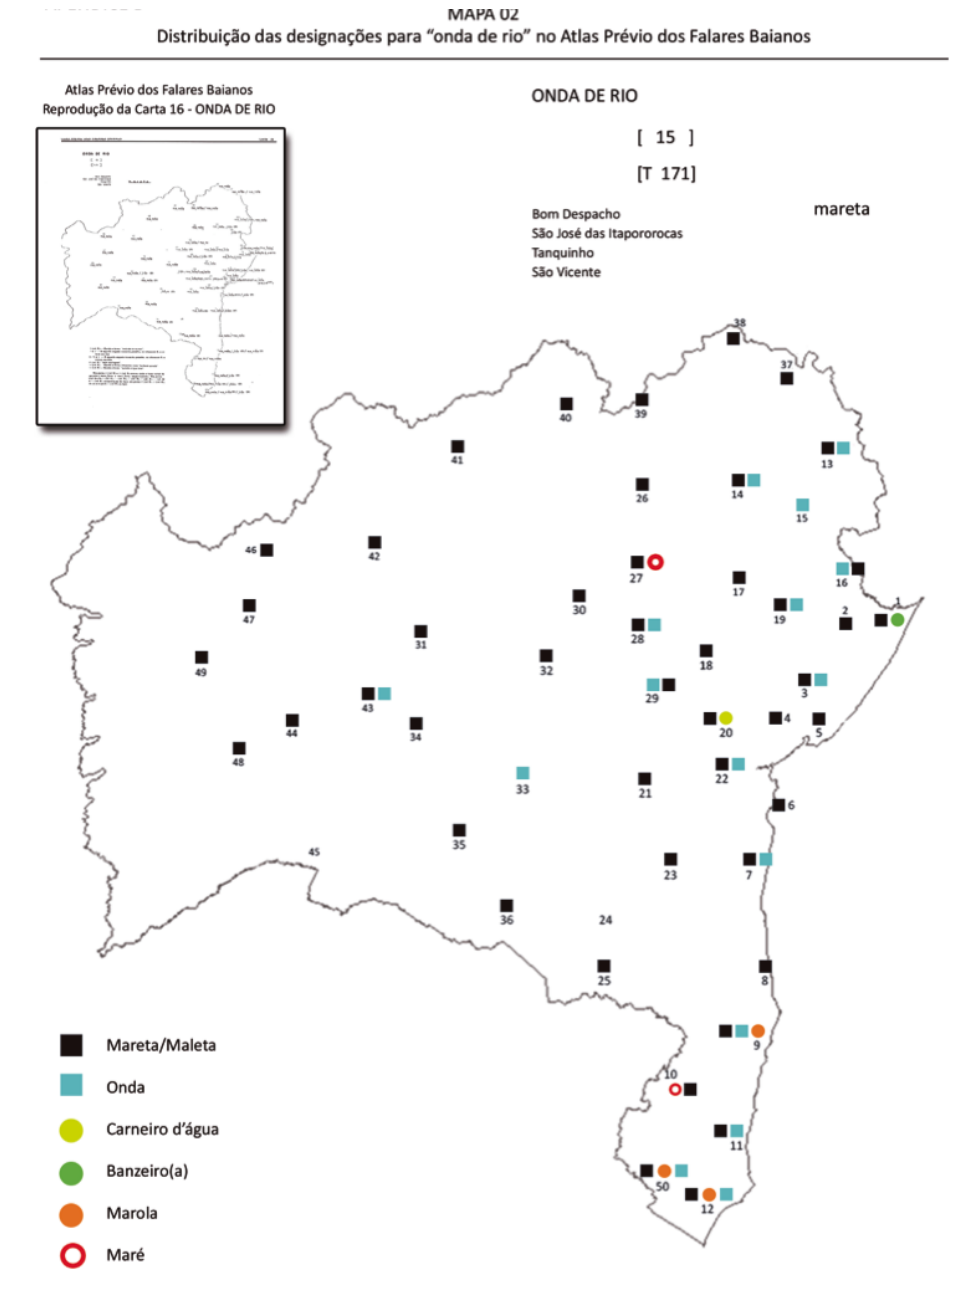 MAPA 02
Distribuição das designações para “onda de rio” no Atlas Prévio dos Falares Baianos
Atlas Prévio dos Falares Baianos
Reprodução da Carta 16 - ONDA DE RIO
ONDA DE RIO
[ 15 ]
[T 171]
mareta
Bom Despacho
São José das Itapororocas
Tanquinho
São Vicente
38
37
39
40
41
13
26
14
15
46
42
27
16
17
1
30
19
2
47
28
31
18
32
49
29
3
43
44
34
20
4
5
48
22
33
21
6
35
45
23
7
36
24
25
8
9
10
11
50
12
Mareta/Maleta
Onda
Carneiro d’água
Banzeiro(a)
Marola
Maré